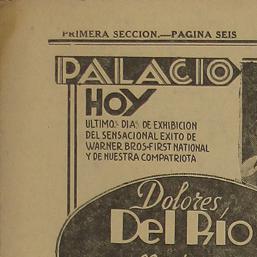 PRIMERA SECCION.—PAGINA SEIS
PALACIO
HOY
ULTIMO DIA DE EXHIBICION
DEL SENSACIONAL EXITO DE
WARNER BROS-FIRST NATIONAL
Y DE NUESTRA COMPATRIOTA
Dolores
Del Río